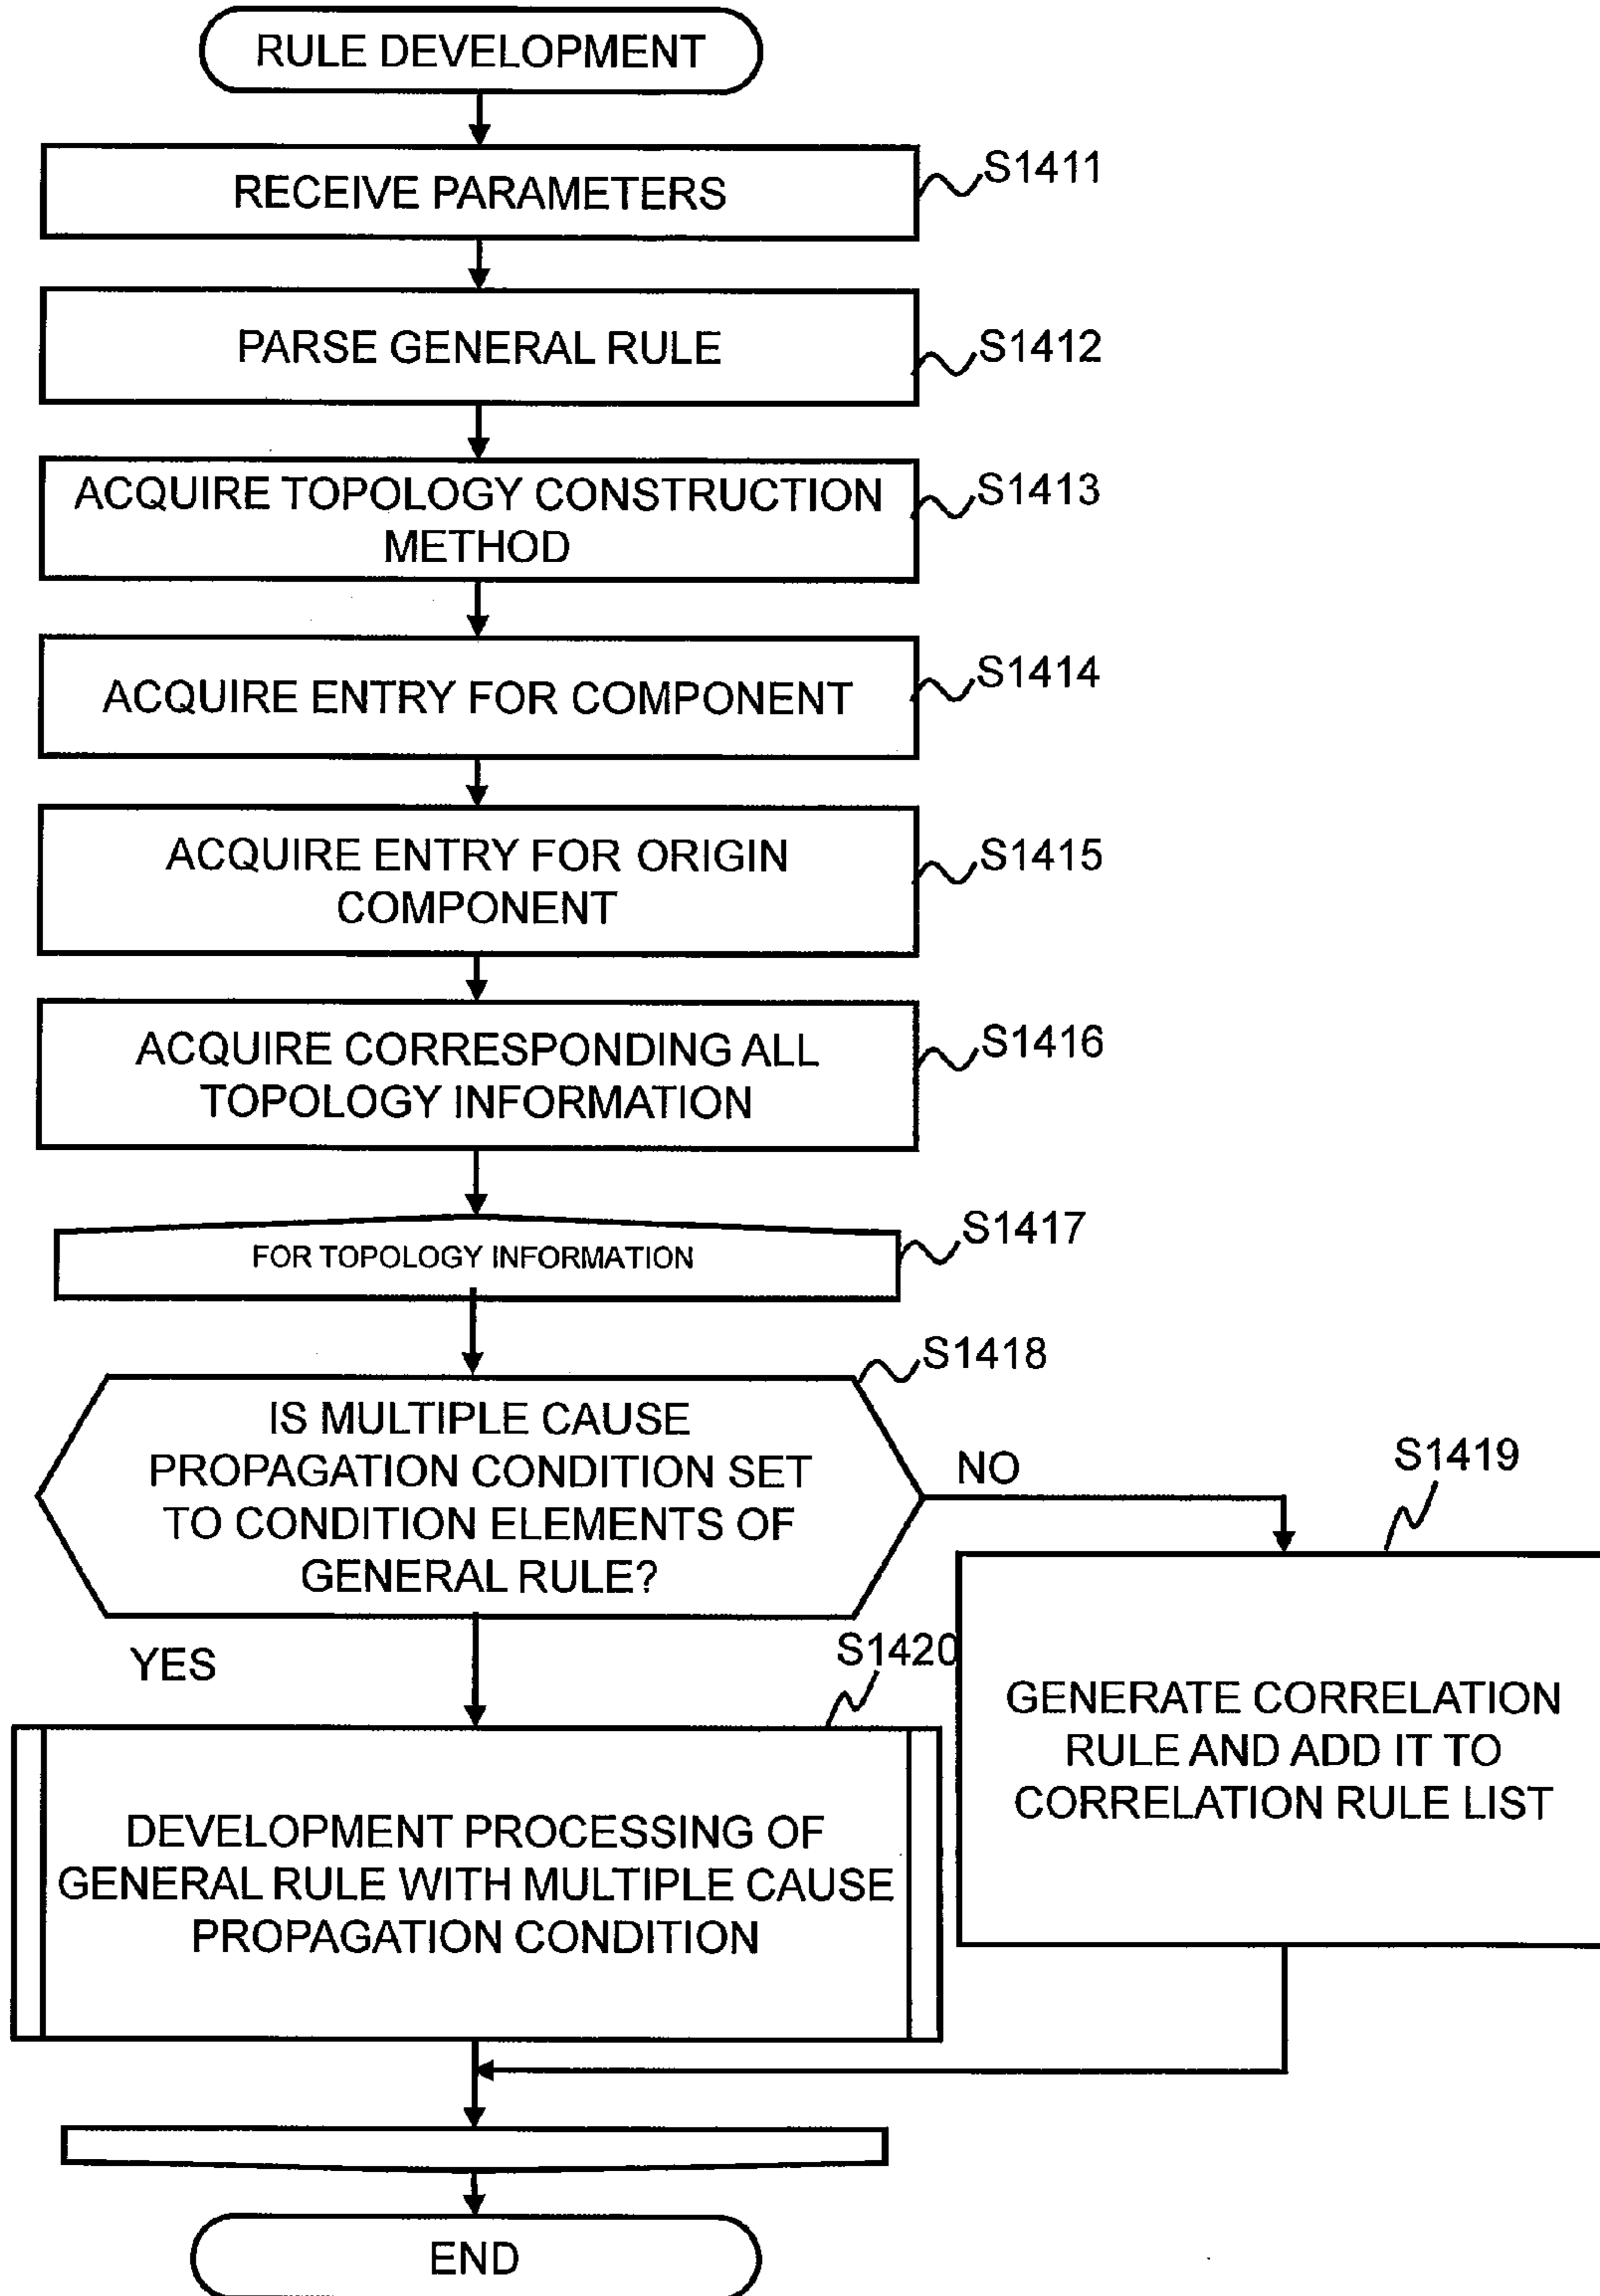 RULE DEVELOPMENT
RECEIVE PARAMETERS
S1411
PARSE GENERAL RULE
S1412
ACQUIRE TOPOLOGY CONSTRUCTION
METHOD
S1413
ACQUIRE ENTRY FOR COMPONENT
S1414
ACQUIRE ENTRY FOR ORIGIN
COMPONENT
S1415
ACQUIRE CORRESPONDING ALL
TOPOLOGY INFORMATION
S1416
FOR TOPOLOGY INFORMATION
S1417
S1418
IS MULTIPLE CAUSE
PROPAGATION CONDITION SET
TO CONDITION ELEMENTS OF
GENERAL RULE?
NO
S1419
YES
S1420
GENERATE CORRELATION
RULE AND ADD IT TO
CORRELATION RULE LIST
DEVELOPMENT PROCESSING OF
GENERAL RULE WITH MULTIPLE CAUSE
PROPAGATION CONDITION
END